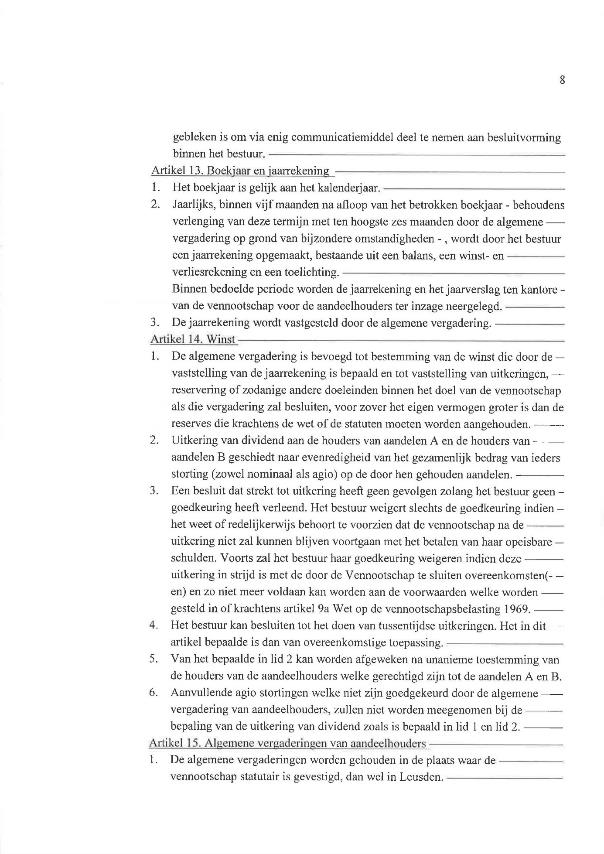 8
gebleken is om via enig communicatiemiddel deel te nemen aan besluitvorming
binnen het bestuur.
Artikel 13. Boekjaar en jaarrekening
1. Het boekjaar is gelijk aan het kalenderjaar.
2. Jaarlijks, binnen vijf maanden na afloop van het betrokken boekjaar - behoudens
verlenging van deze termijn met ten hoogste zes maanden door de algemene
vergadering op grond van bijzondere omstandigheden - , wordt door het bestuur
een jaarrekening opgemaakt, bestaande uit een balans, een winst- en
verliesrekening en een toelichting.
Binnen bedoelde periode worden de jaarrekening en het jaarverslag ten kantore -
van de vennootschap voor de aandeelhouders ter inzage neergelegd.
3. De jaarrekening wordt vastgesteld door de algemene vergadering.
Artikel 14. Winst
1. De algemene vergadering is bevoegd tot bestemming van de winst die door de
vaststelling van de jaarrekening is bepaald en tot vaststelling van uitkeringen,
reservering of zodanige andere doeleinden binnen het doel van de vennootschap
als die vergadering zal besluiten, voor zover het eigen vermogen groter is dan de
reserves die krachtens de wet of de statuten moeten worden aangehouden.
2. Uitkering van dividend aan de houders van aandelen A en de houders van -
aandelen B geschiedt naar evenredigheid van het gezamenlijk bedrag van ieders
storting (zowel nominaal als agio) op de door hen gehouden aandelen.
3. Een besluit dat strekt tot uitkering heeft geen gevolgen zolang het bestuur geen
goedkeuring heeft verleend. Het bestuur weigert slechts de goedkeuring indien
het weet of redelijkerwijs behoort te voorzien dat de vennootschap na de
uitkering niet zal kunnen blijven voortgaan met het betalen van haar opeisbare
schulden. Voorts zal het bestuur haar goedkeuring weigeren indien deze
uitkering in strijd is met de door de Vennootschap te sluiten overeenkomsten(-
en) en zo niet meer voldaan kan worden aan de voorwaarden welke worden
gesteld in of krachtens artikel 9a Wet op de vennootschapsbelasting 1969.
4. Het bestuur kan besluiten tot het doen van tussentijdse uitkeringen. Het in dit
artikel bepaalde is dan van overeenkomstige toepassing.
5. Van het bepaalde in lid 2 kan worden afgeweken na unanieme toestemming van
de houders van de aandeelhouders welke gerechtigd zijn tot de aandelen A en B.
6. Aanvullende agio stortingen welke niet zijn goedgekeurd door de algemene
vergadering van aandeelhouders, zullen niet worden meegenomen bij de
bepaling van de uitkering van dividend zoals is bepaald in lid 1 en lid 2.
Artikel 15. Algemene vergaderingen van aandeelhouders
1. De algemene vergaderingen worden gehouden in de plaats waar de
vennootschap statutair is gevestigd, dan wel in Leusden.